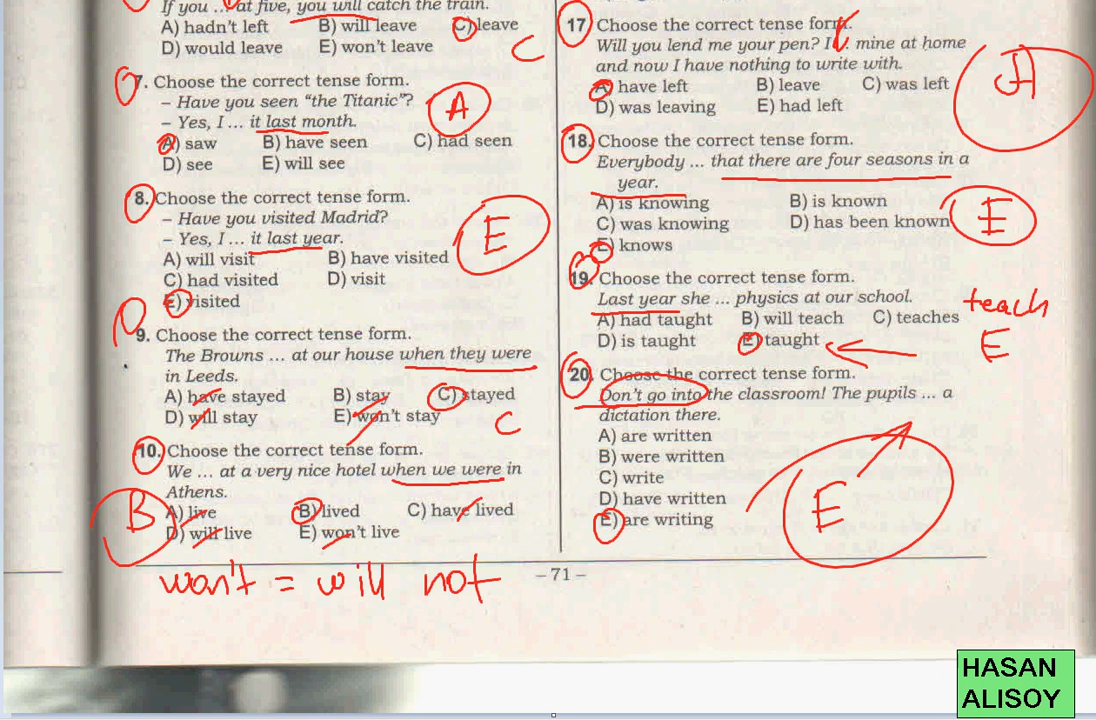 If you ... at five, you will catch the train.
A) hadn't left B) will leave C) leave
D) would leave E) won't leave
C
7. Choose the correct tense form.
– Have you seen “the Titanic”?
– Yes, I ... it last month.
A) saw B) have seen C) had seen
D) see E) will see
A
8. Choose the correct tense form.
– Have you visited Madrid?
– Yes, I ... it last year.
A) will visit B) have visited
C) had visited D) visit
E) visited
E
9. Choose the correct tense form.
The Browns ... at our house when they were
in Leeds.
A) have stayed B) stay C) stayed
D) will stay E) won't stay
C
10. Choose the correct tense form.
We ... at a very nice hotel when we were in
Athens.
A) live B) lived C) have lived
D) will live E) won't live
B
won't = will not
17. Choose the correct tense form.
Will you lend me your pen? I ... mine at home
and now I have nothing to write with.
A) have left B) leave C) was left
D) was leaving E) had left
A
18. Choose the correct tense form.
Everybody ... that there are four seasons in a
year.
A) is knowing B) is known
C) was knowing D) has been known
E) knows
E
19. Choose the correct tense form.
Last year she ... physics at our school.
A) had taught B) will teach C) teaches
D) is taught E) taught
teach
E
20. Choose the correct tense form.
Don't go into the classroom! The pupils ... a
dictation there.
A) are written
B) were written
C) write
D) have written
E) are writing
E
– 71 –
HASAN
ALISOY